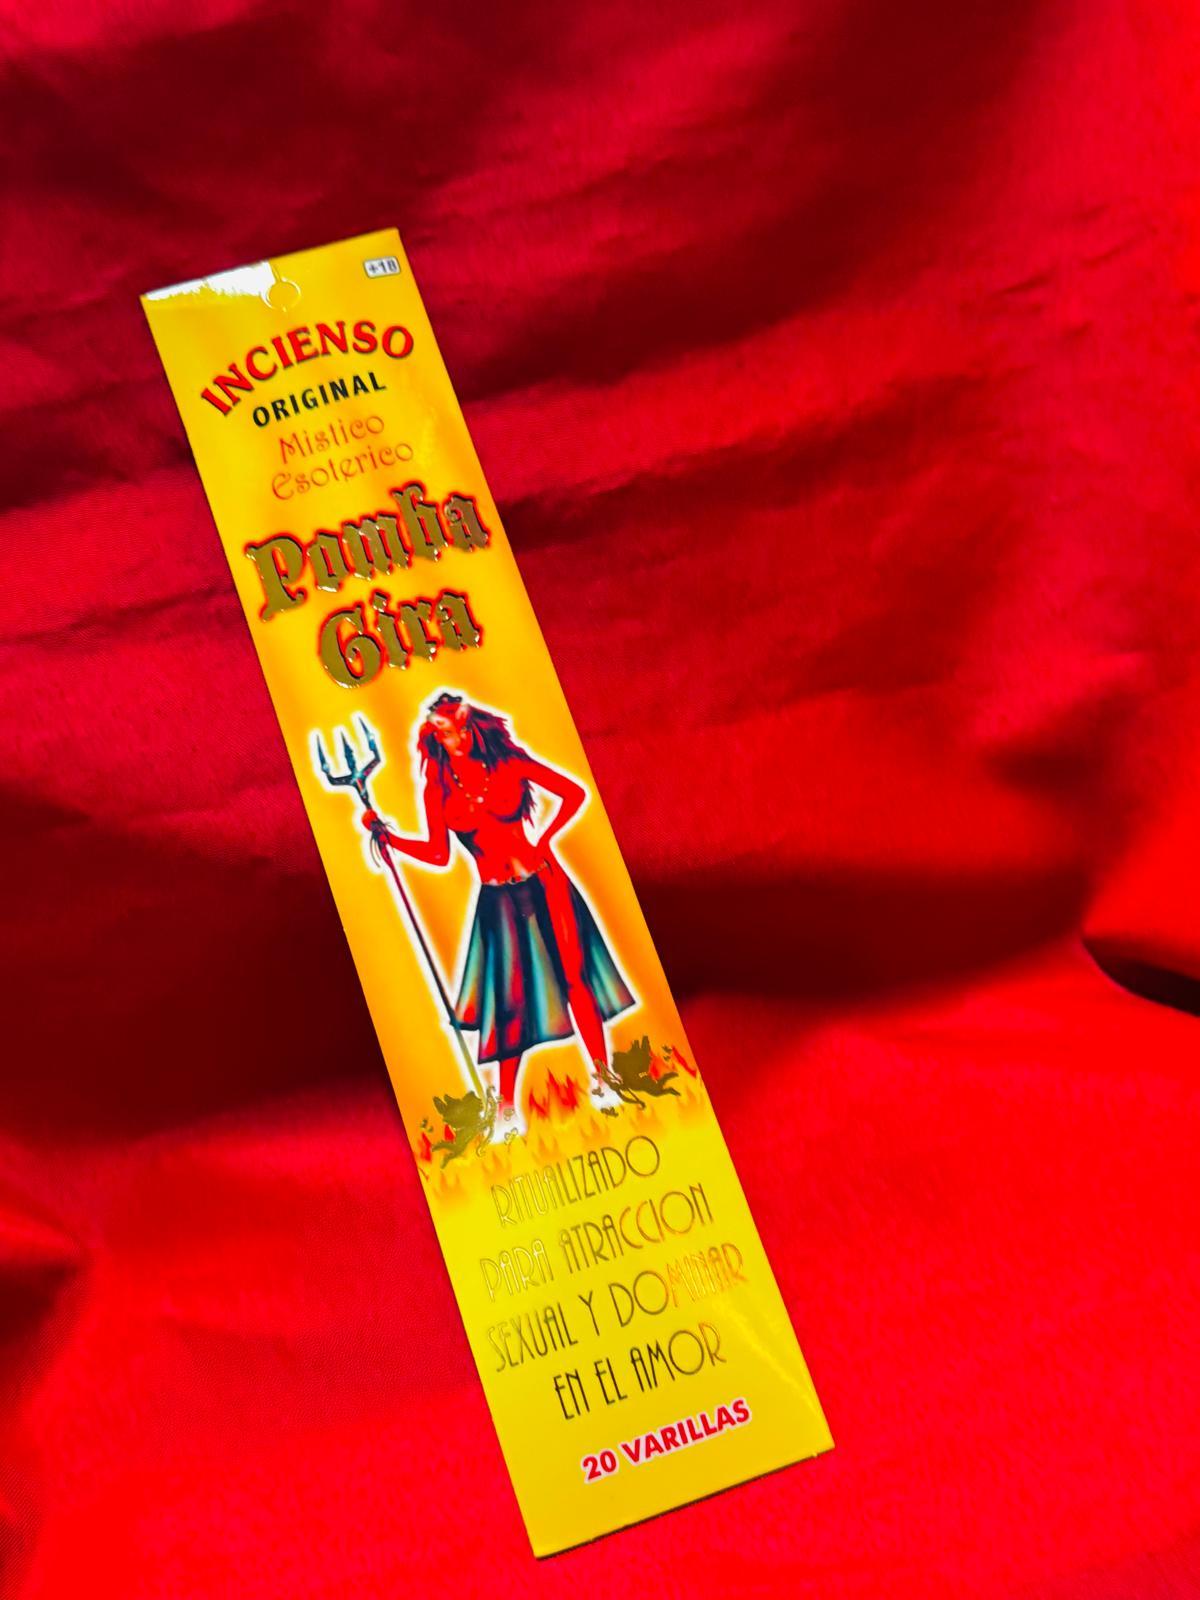 +18
INCIENSO
ORIGINAL
Mistico
Esoterico
Pomba
Gira
RITUALIZADO
PARA ATRACCION
SEXUAL Y DOMINAR
EN EL AMOR
20 VARILLAS